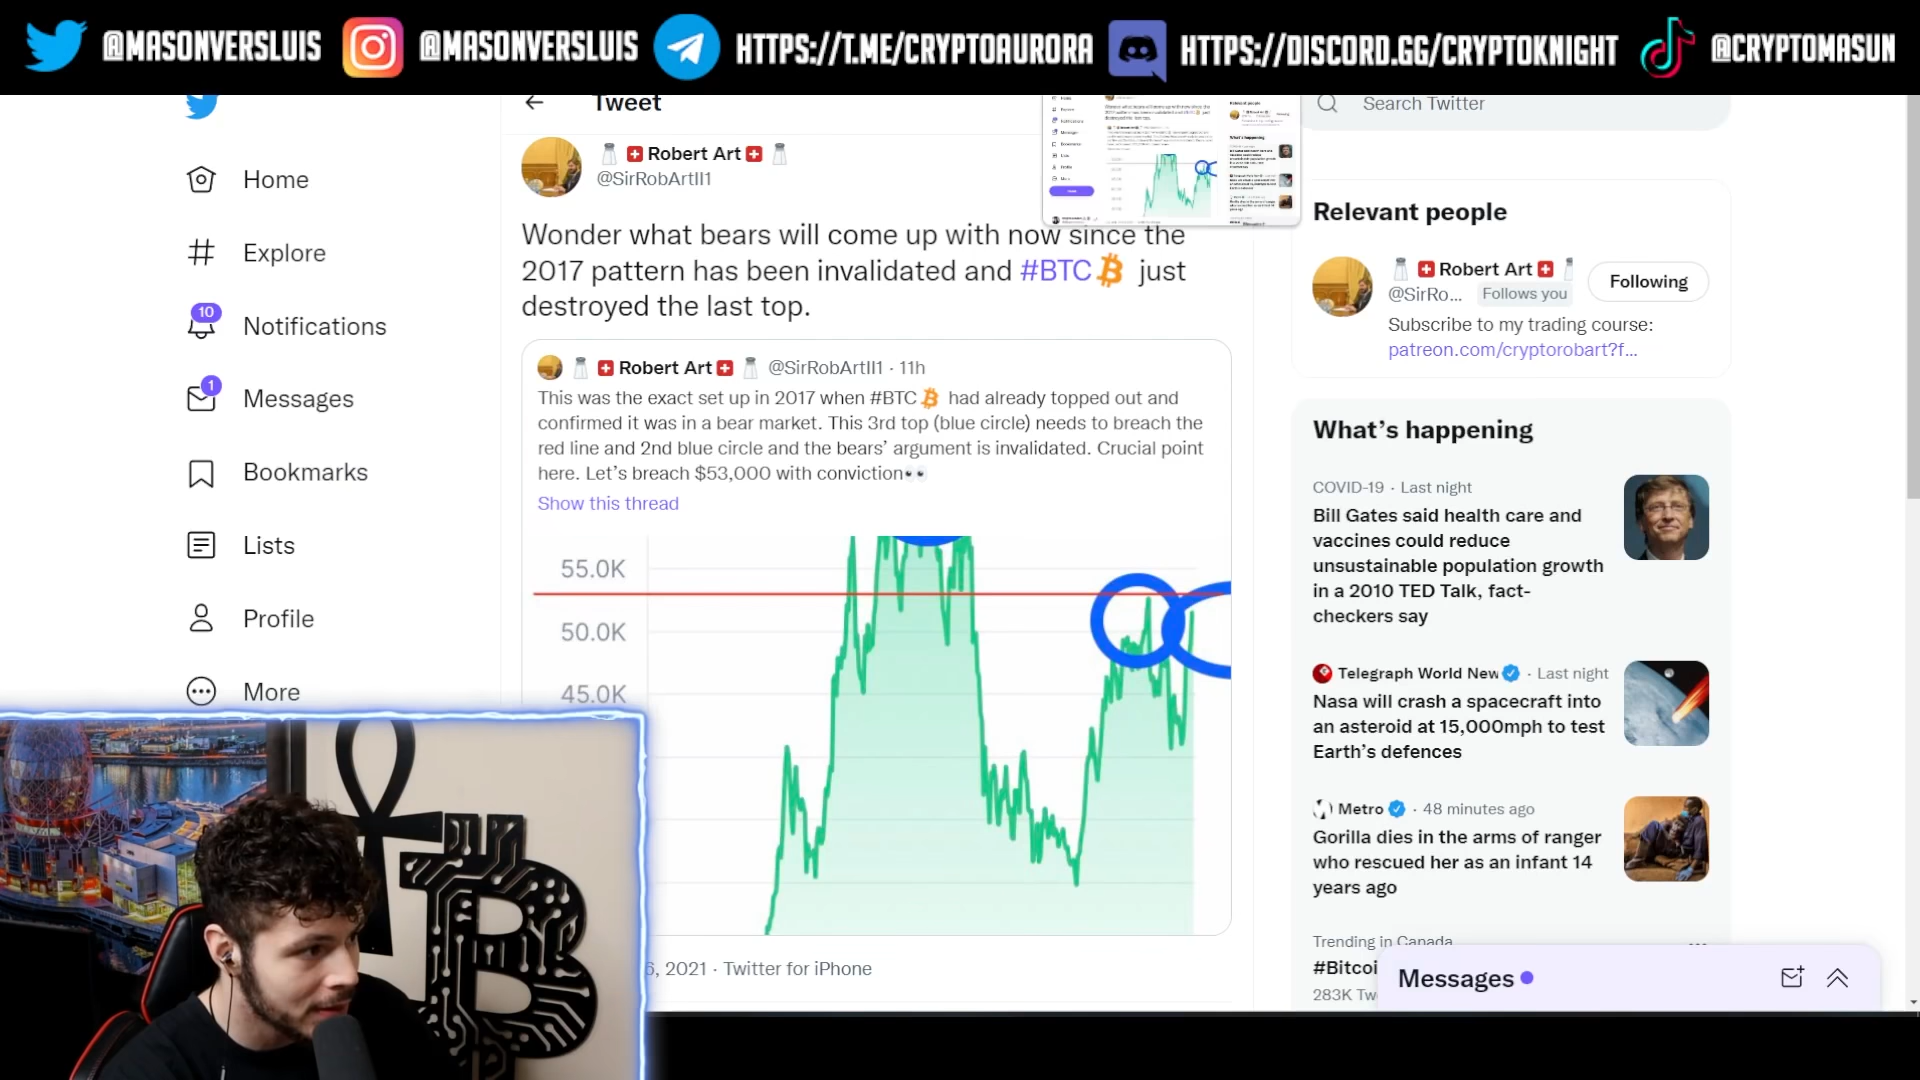 @MASONVERSLUIS @MASONVERSLUIS HTTPS://T.ME/CRYPTOAURORA HTTPS://DISCORD.GG/CRYPTOKNIGHT @CRYPTOMASUN
Home
Explore
10
Notifications
1
Messages
Bookmarks
Lists
Profile
More
Tweet
Robert Art
@SirRobArtII1
Wonder what bears will come up with now since the
2017 pattern has been invalidated and #BTC just
destroyed the last top.
Robert Art @SirRobArtII1 · 11h
This was the exact set up in 2017 when #BTC had already topped out and
confirmed it was in a bear market. This 3rd top (blue circle) needs to breach the
red line and 2nd blue circle and the bears’ argument is invalidated. Crucial point
here. Let’s breach $53,000 with conviction👀
Show this thread
55.0K
50.0K
45.0K
6, 2021 · Twitter for iPhone
Search Twitter
Relevant people
Robert Art
Following
@SirRo... Follows you
Subscribe to my trading course:
patreon.com/cryptorobart?f...
What’s happening
COVID-19 · Last night
Bill Gates said health care and
vaccines could reduce
unsustainable population growth
in a 2010 TED Talk, fact-
checkers say
Telegraph World New · Last night
Nasa will crash a spacecraft into
an asteroid at 15,000mph to test
Earth’s defences
Metro · 48 minutes ago
Gorilla dies in the arms of ranger
who rescued her as an infant 14
years ago
Trending in Canada
#Bitcoi
283K Tw
Messages